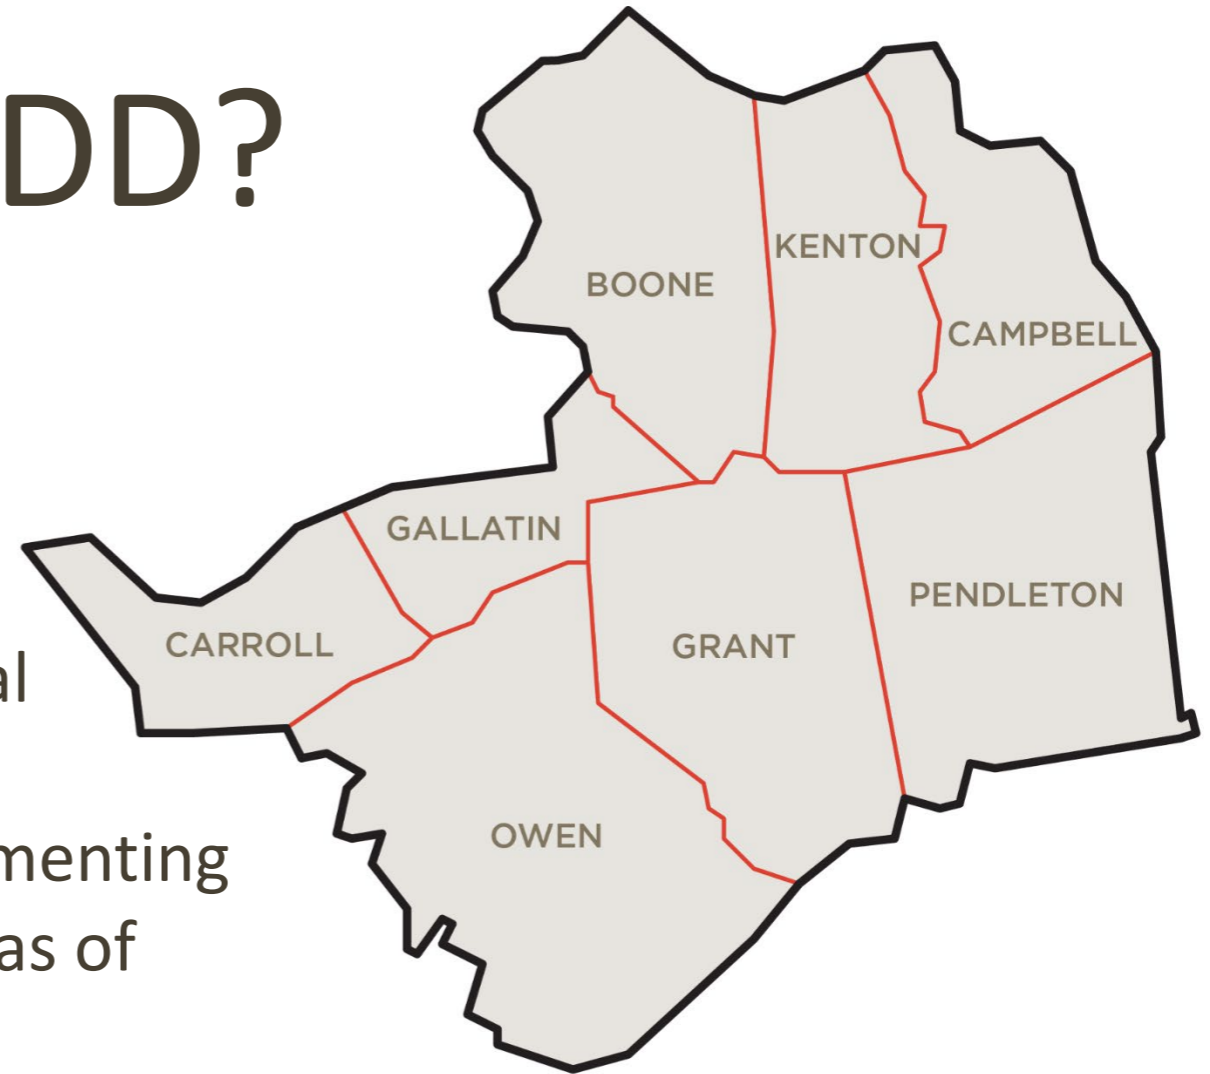 DD?
al
menting
as of
BOONE
KENTON
CAMPBELL
GALLATIN
CARROLL
GRANT
PENDLETON
OWEN